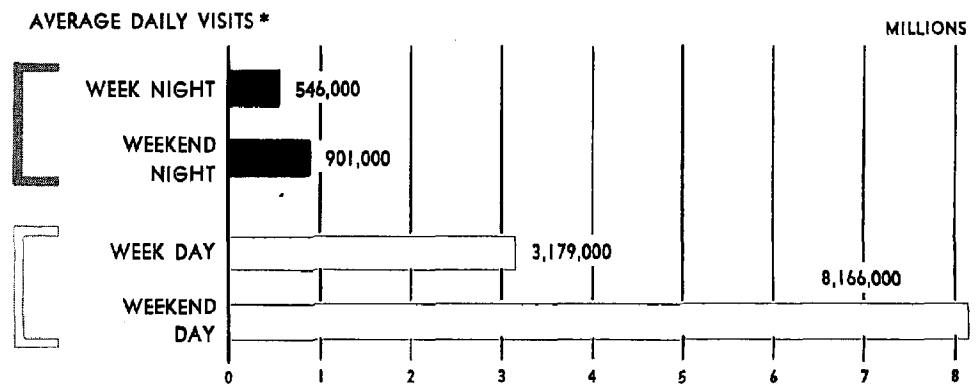 AVERAGE DAILY VISITS *
MILLIONS
WEEK NIGHT
546,000
WEEKEND
NIGHT
901,000
WEEK DAY
3,179,000
8,166,000
WEEKEND
DAY
0 1 2 3 4 5 6 7 8